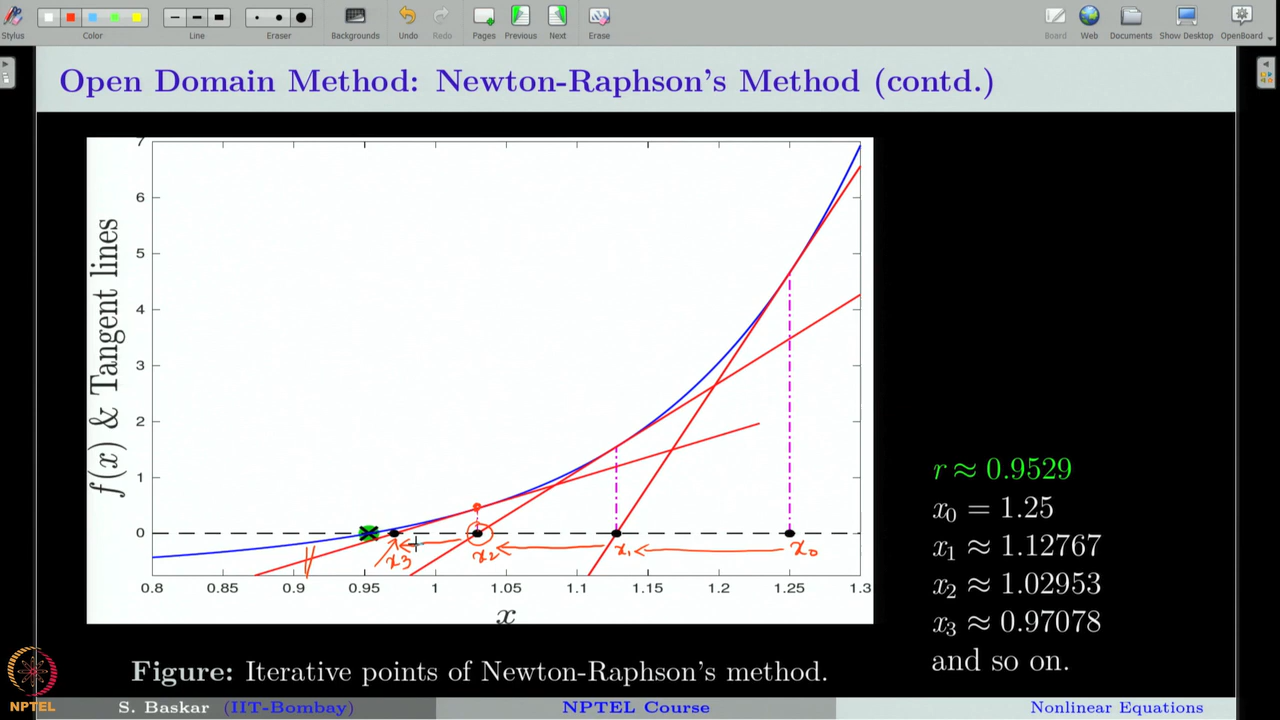 Stylus
Color
Line
Eraser
Backgrounds
Undo
Redo
Pages
Previous
Next
Erase
Board
Web
Documents
Show Desktop
OpenBoard
Open Domain Method: Newton-Raphson's Method (contd.)
f(x) & Tangent lines
7
6
5
4
3
2
1
0
x₃
x₂
x₁
x₀
0.8 0.85 0.9 0.95 1 1.05 1.1 1.15 1.2 1.25 1.3
x
r ≈ 0.9529
x₀ = 1.25
x₁ ≈ 1.12767
x₂ ≈ 1.02953
x₃ ≈ 0.97078
and so on.
Figure: Iterative points of Newton-Raphson's method.
NPTEL
S. Baskar (IIT-Bombay) NPTEL Course Nonlinear Equations